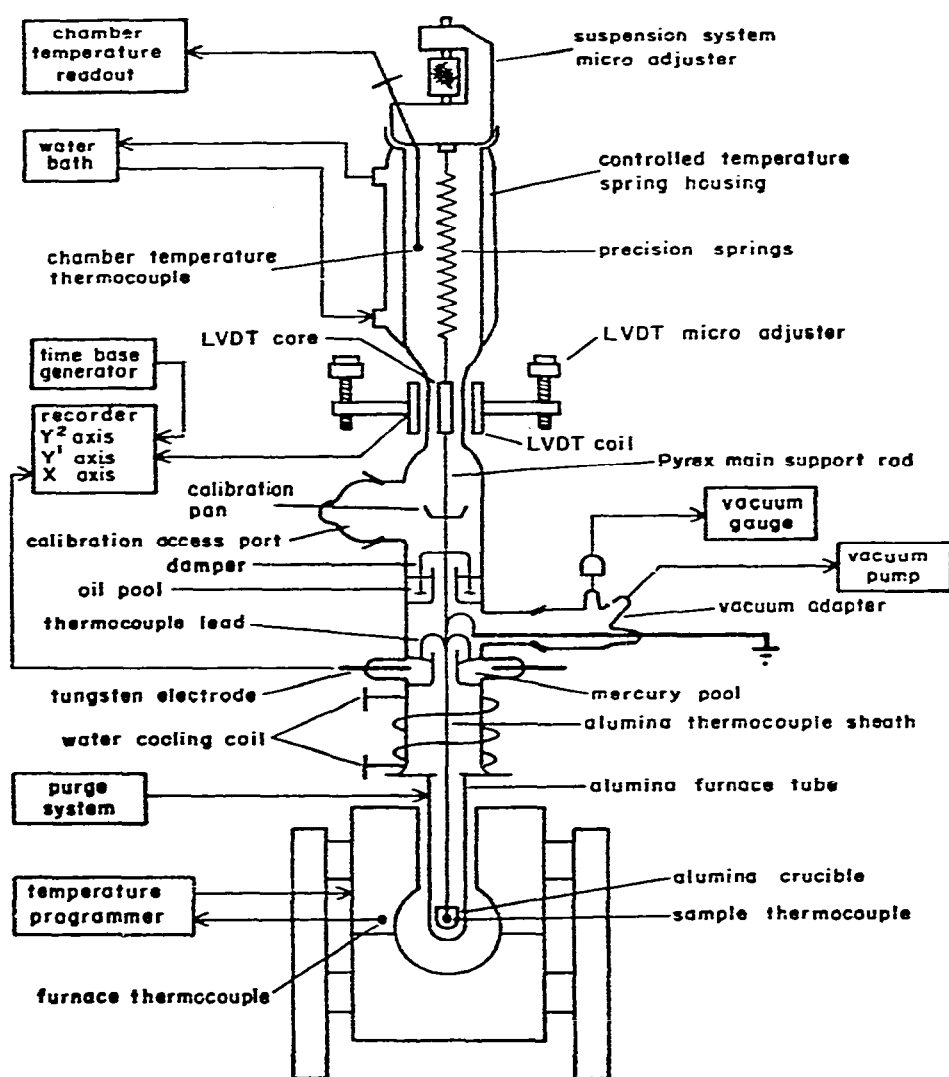 chamber
temperature
readout
suspension system
micro adjuster
water
bath
controlled temperature
spring housing
chamber temperature
thermocouple
precision springs
LVDT core
LVDT micro adjuster
time base
generator
recorder
Y² axis
Y¹ axis
X axis
LVDT coil
Pyrex main support rod
calibration
pan
vacuum
gauge
calibration access port
damper
vacuum
pump
oil pool
vacuum adapter
thermocouple lead
tungsten electrode
mercury pool
alumina thermocouple sheath
water cooling coil
purge
system
alumina furnace tube
alumina crucible
temperature
programmer
sample thermocouple
furnace thermocouple